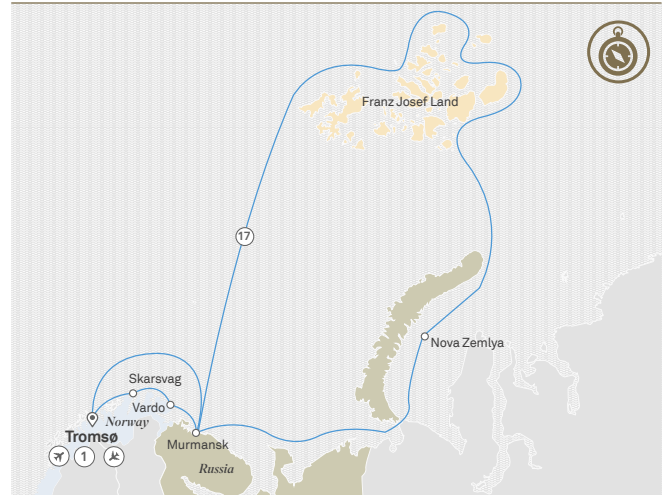 Franz Josef Land
17
Nova Zemlya
Skarsvag
Vardo
Norway
Tromsø
Murmansk
1
Russia